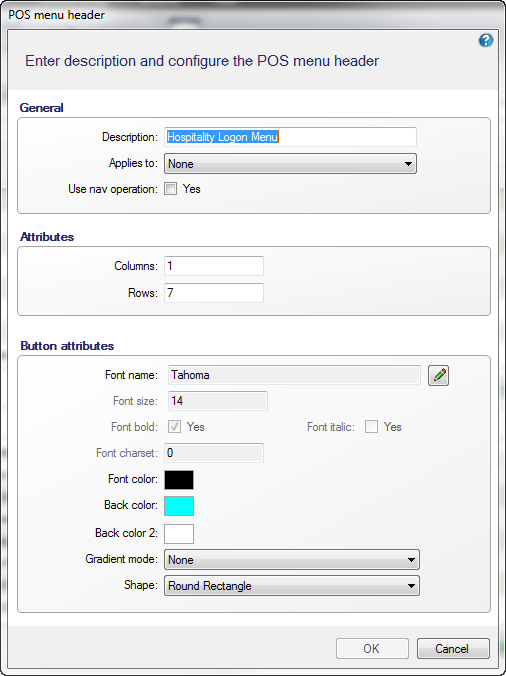 POS menu header
?
Enter description and configure the POS menu header
General
Description: Hospitality Logon Menu
Applies to: None
Use nav operation: Yes
Attributes
Columns: 1
Rows: 7
Button attributes
Font name: Tahoma
Font size: 14
Font bold: Yes Font italic: Yes
Font charset: 0
Font color:
Back color:
Back color 2:
Gradient mode: None
Shape: Round Rectangle
OK Cancel